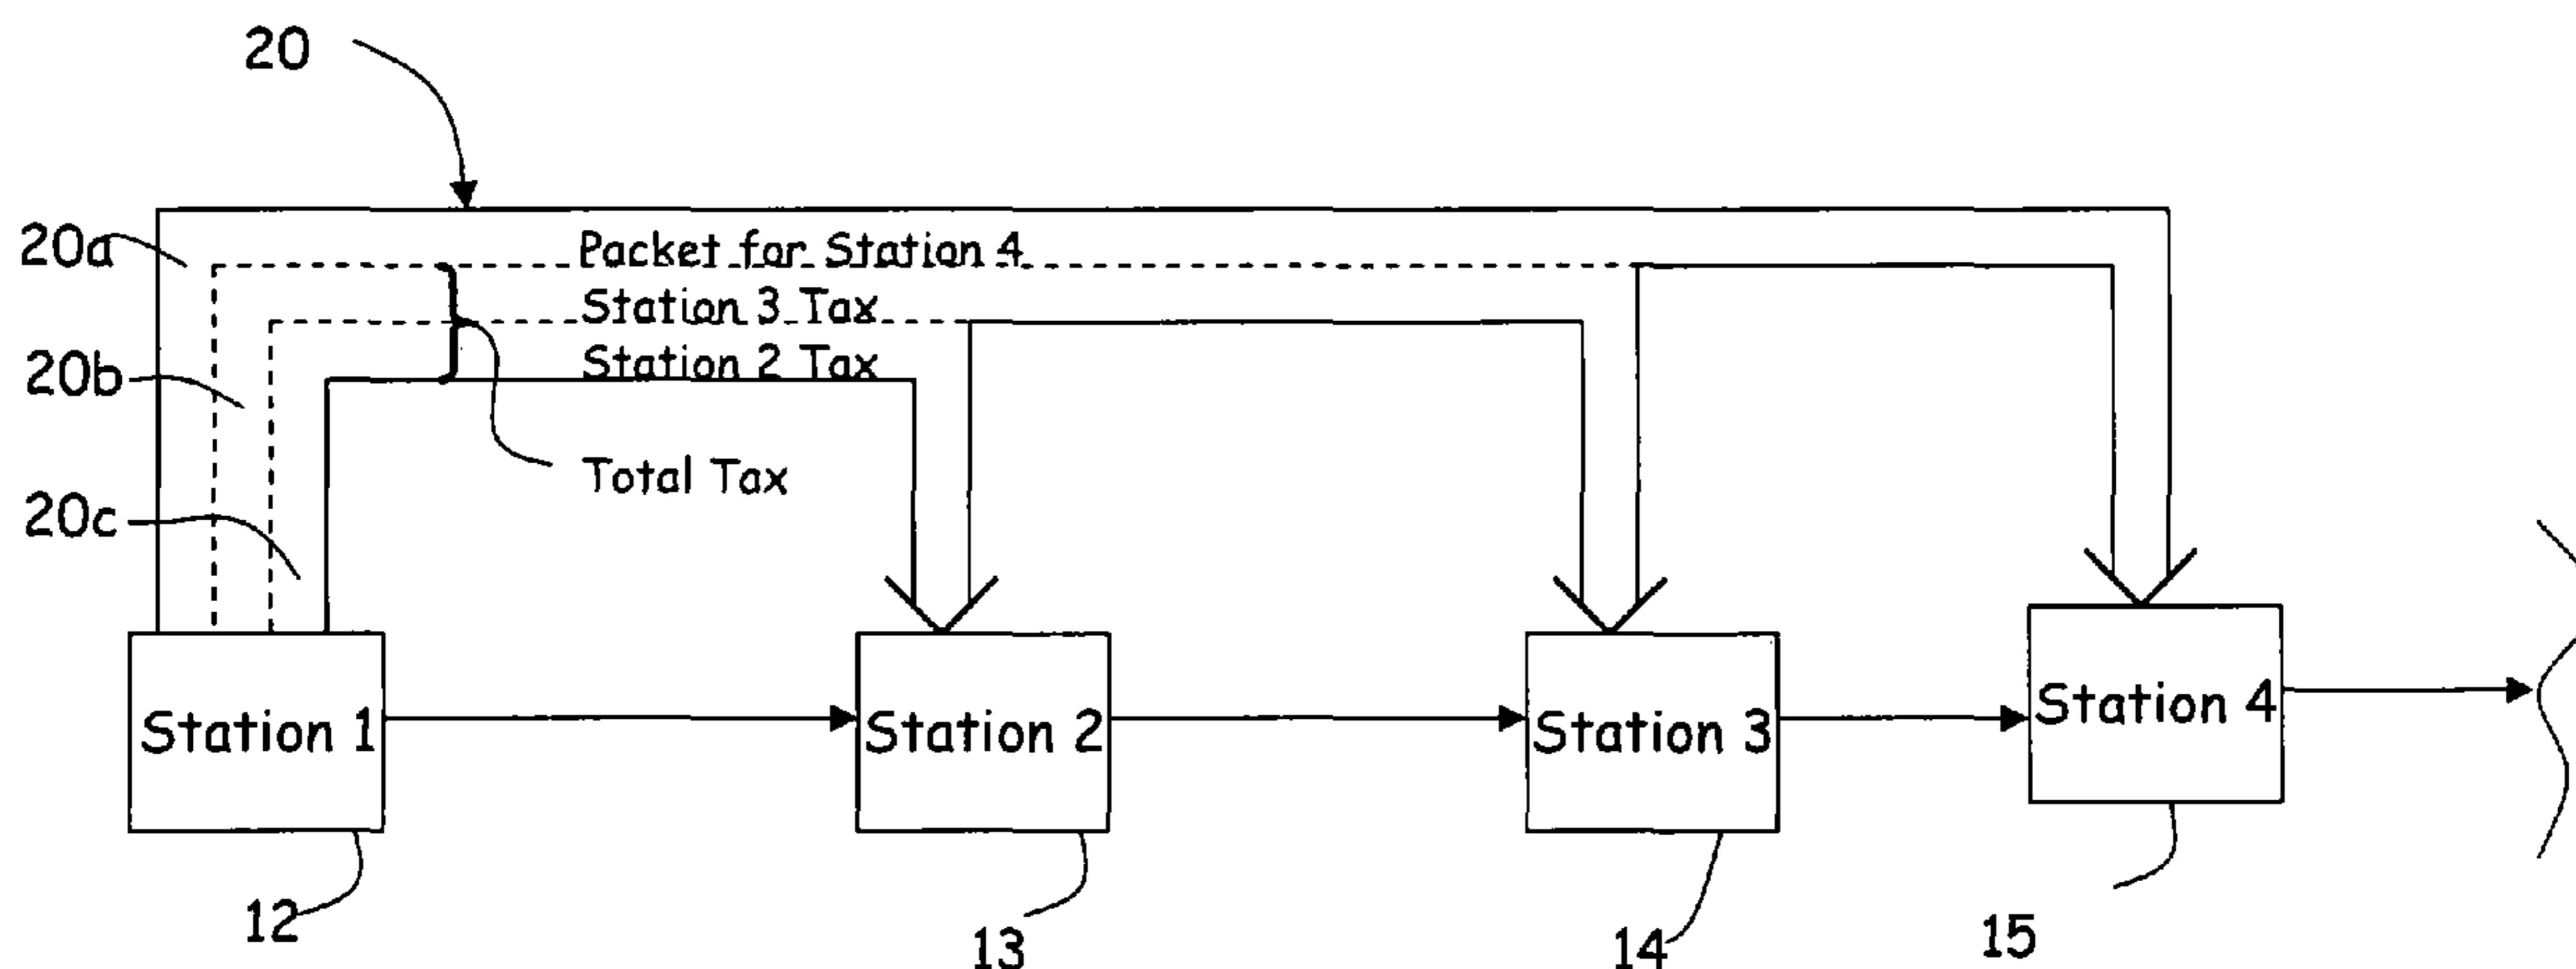 20
20a
Packet for Station 4
Station 3 Tax
20b
Station 2 Tax
Total Tax
20c
Station 1
Station 2
Station 3
Station 4
12
13
14
15